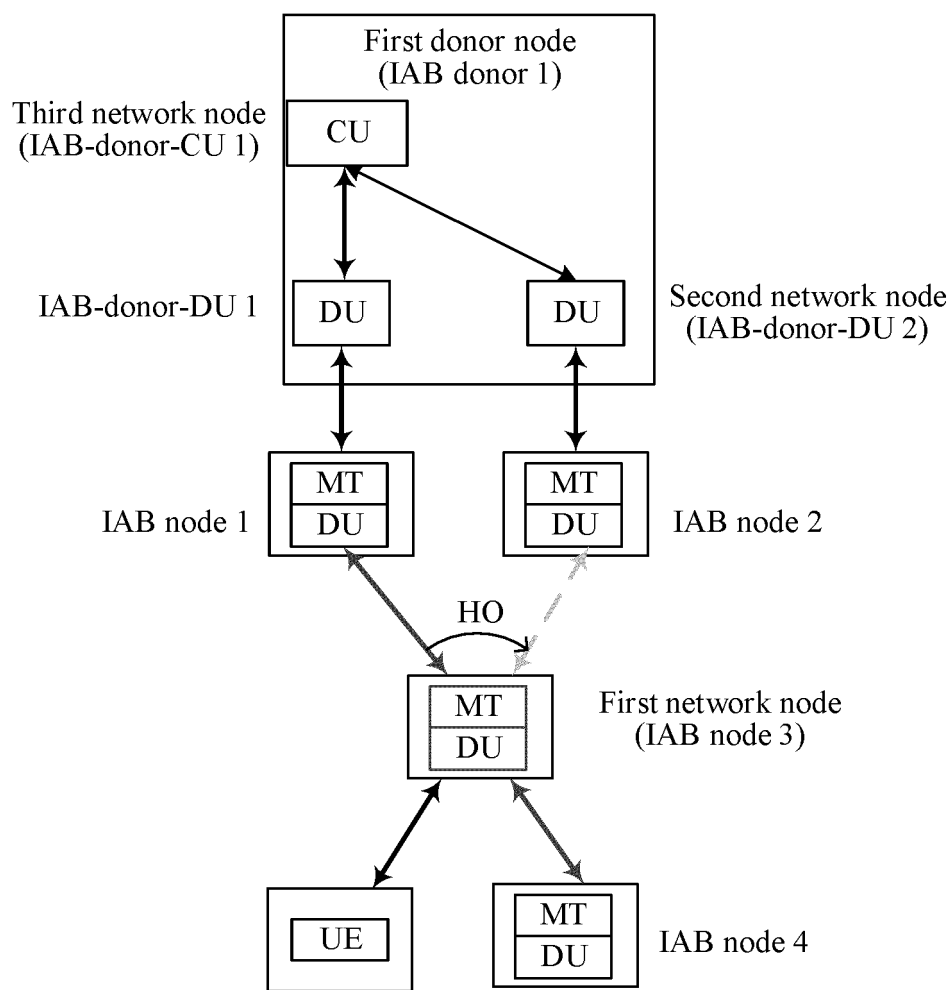 First donor node
(IAB donor 1)
Third network node
(IAB-donor-CU 1)
CU
IAB-donor-DU 1
DU
DU
Second network node
(IAB-donor-DU 2)
MT
DU
IAB node 1
MT
DU
IAB node 2
HO
MT
DU
First network node
(IAB node 3)
UE
MT
DU
IAB node 4